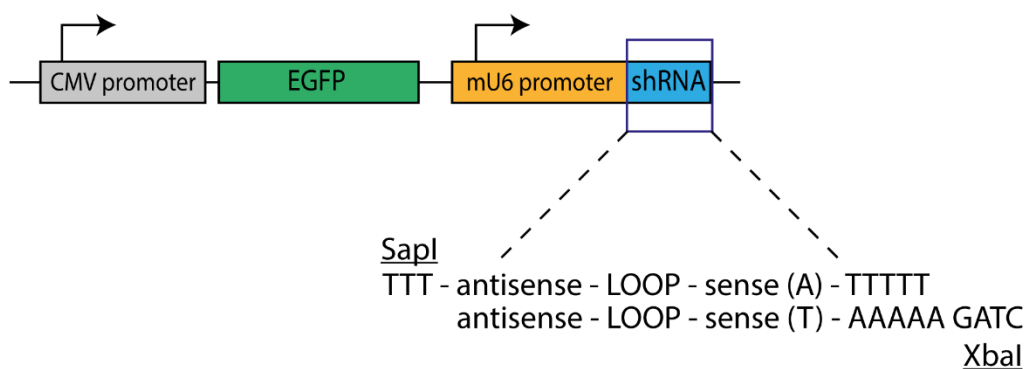 CMV promoter EGFP mU6 promoter shRNA
SapI
TTT - antisense - LOOP - sense (A) - TTTTT
antisense - LOOP - sense (T) - AAAAA GATC
XbaI